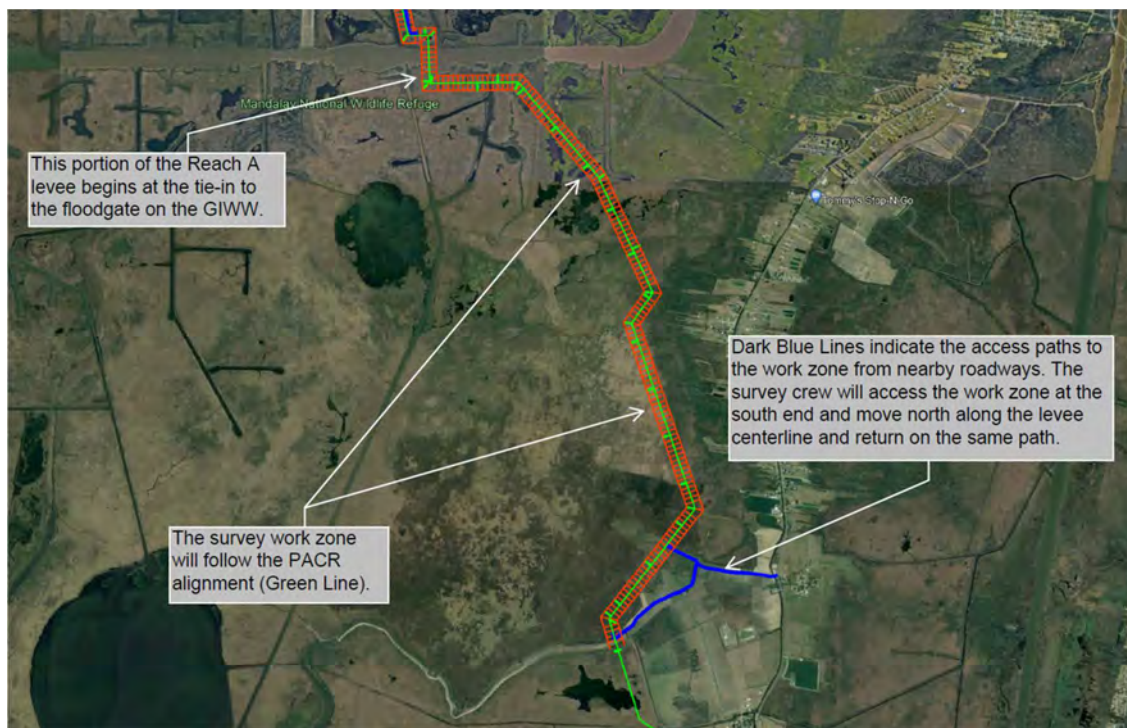 Mandalay National Wildlife Refuge
This portion of the Reach A
levee begins at the tie-in to
the floodgate on the GIWW.
Tommy's Stop-N-Go
Dark Blue Lines indicate the access paths to
the work zone from nearby roadways. The
survey crew will access the work zone at the
south end and move north along the levee
centerline and return on the same path.
The survey work zone
will follow the PACR
alignment (Green Line).